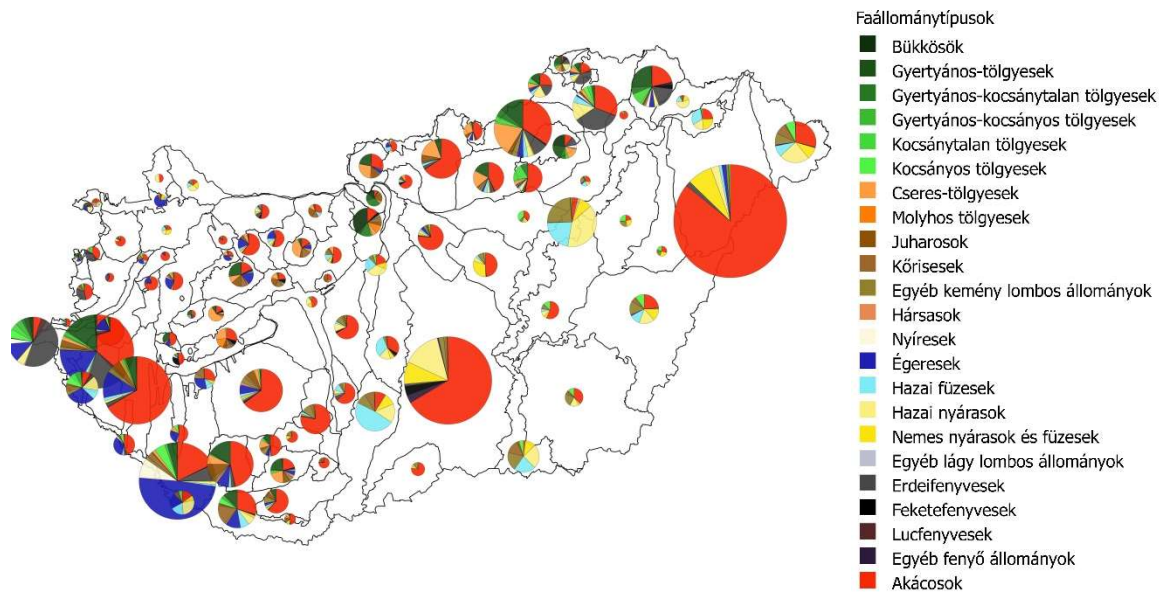 Faállománytípusok
Bükkösök
Gyertyános-tölgyesek
Gyertyános-kocsánytalan tölgyesek
Gyertyános-kocsányos tölgyesek
Kocsánytalan tölgyesek
Kocsányos tölgyesek
Cseres-tölgyesek
Molyhos tölgyesek
Juharosok
Kőrisesek
Egyéb kemény lombos állományok
Hársasok
Nyíresek
Égeresek
Hazai füzesek
Hazai nyárasok
Nemes nyárasok és füzesek
Egyéb lágy lombos állományok
Erdeifenyvesek
Feketefenyvesek
Lucfenyvesek
Egyéb fenyő állományok
Akácosok